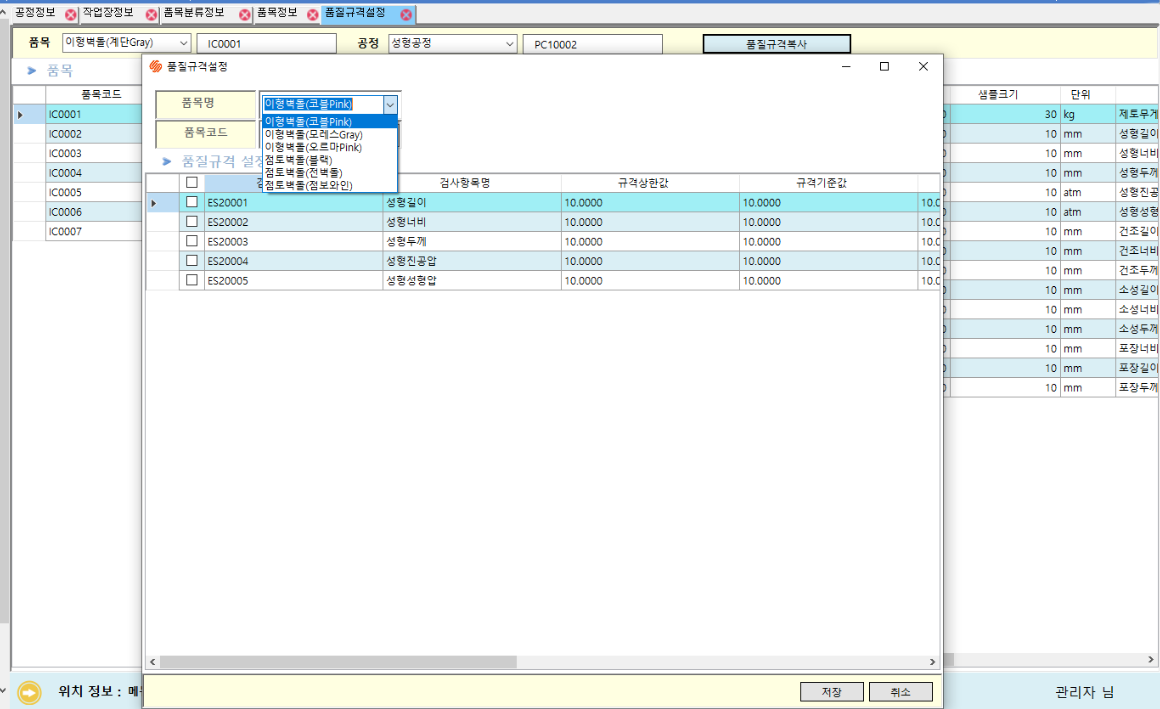 공정정보 작업장정보 품목분류정보 품목정보 품질규격설정
품목 이형벽돌(계단Gray) IC0001 공정 성형공정 PC10002 품질규격복사
품목
품목코드
IC0001
IC0002
IC0003
IC0004
IC0005
IC0006
IC0007
품질규격설정
품목명 이형벽돌(코블Pink)
품목코드
이형벽돌(코블Pink)
이형벽돌(모레스Gray)
이형벽돌(오르마Pink)
점토벽돌(블랙)
점토벽돌(전벽돌)
점토벽돌(점보와인)
품질규격 설정
검사항목명 규격상한값 규격기준값
ES20001 성형길이 10.0000 10.0000
ES20002 성형너비 10.0000 10.0000
ES20003 성형두께 10.0000 10.0000
ES20004 성형진공압 10.0000 10.0000
ES20005 성형성형압 10.0000 10.0000
저장 취소
샘플크기 단위
30 kg 제토무게
10 mm 성형길이
10 mm 성형너비
10 mm 성형두께
10 atm 성형진공
10 atm 성형성형
10 mm 건조길이
10 mm 건조너비
10 mm 건조두께
10 mm 소성길이
10 mm 소성너비
10 mm 소성두께
10 mm 포장너비
10 mm 포장길이
10 mm 포장두께
위치 정보 : 관리자 님